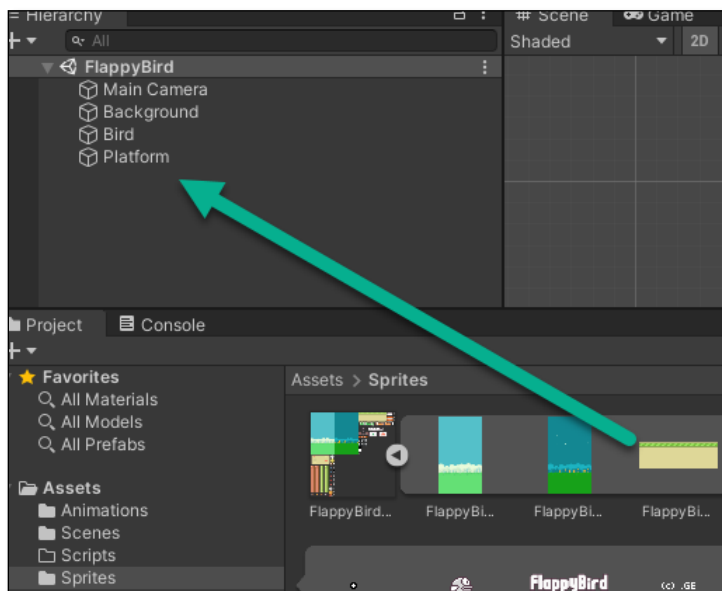 Hierarchy
All
FlappyBird
Main Camera
Background
Bird
Platform
Scene
Game
Shaded
2D
Project
Console
Favorites
All Materials
All Models
All Prefabs
Assets
Animations
Scenes
Scripts
Sprites
Assets > Sprites
FlappyBird...
FlappyBi...
FlappyBi...
FlappyBi...
FlappyBird
(c) .GE